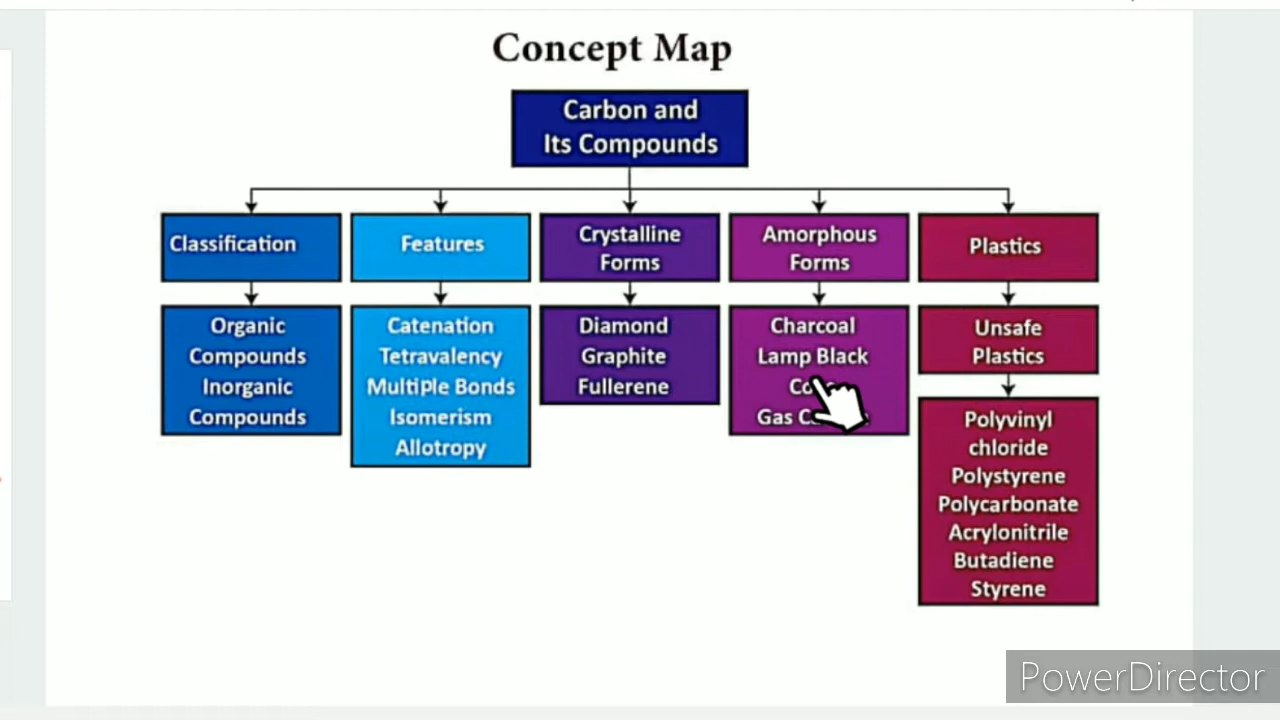 Concept Map
Carbon and
Its Compounds
Classification
Features
Crystalline
Forms
Amorphous
Forms
Plastics
Organic
Compounds
Inorganic
Compounds
Catenation
Tetravalency
Multiple Bonds
Isomerism
Allotropy
Diamond
Graphite
Fullerene
Charcoal
Lamp Black
Gas
Unsafe
Plastics
Polyvinyl
chloride
Polystyrene
Polycarbonate
Acrylonitrile
Butadiene
Styrene
PowerDirector